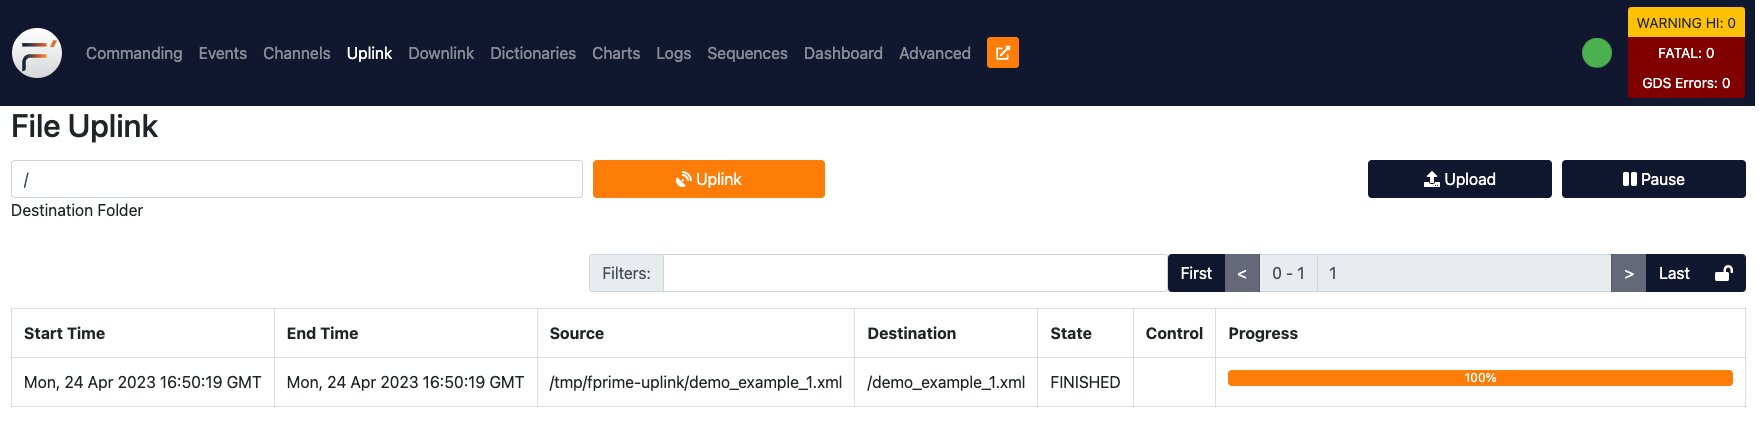 Commanding Events Channels Uplink Downlink Dictionaries Charts Logs Sequences Dashboard Advanced
WARNING HI: 0
FATAL: 0
GDS Errors: 0
File Uplink
/
Uplink
Upload
Pause
Destination Folder
Filters:
First < 0 - 1 1 > Last
Start Time End Time Source Destination State Control Progress
Mon, 24 Apr 2023 16:50:19 GMT Mon, 24 Apr 2023 16:50:19 GMT /tmp/fprime-uplink/demo_example_1.xml /demo_example_1.xml FINISHED 100%